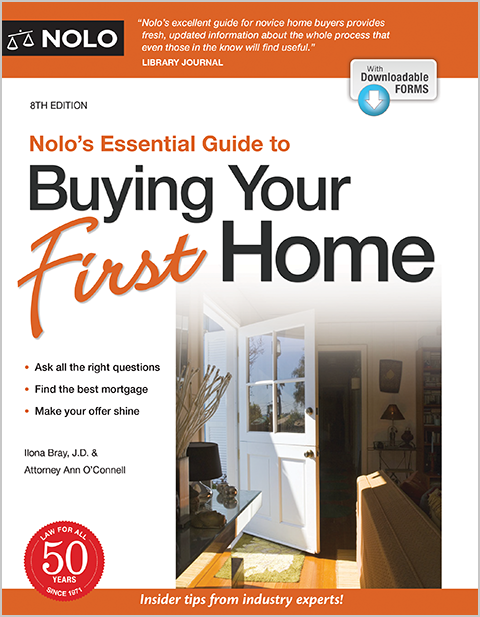 NOLO
"Nolo's excellent guide for novice home buyers provides
fresh, updated information about the whole process that
even those in the know will find useful."
LIBRARY JOURNAL
With
Downloadable
FORMS
8TH EDITION
Nolo's Essential Guide to
Buying Your
First Home
• Ask all the right questions
• Find the best mortgage
• Make your offer shine
Ilona Bray, J.D. &
Attorney Ann O'Connell
LAW FOR ALL
50
YEARS
SINCE 1971
Insider tips from industry experts!